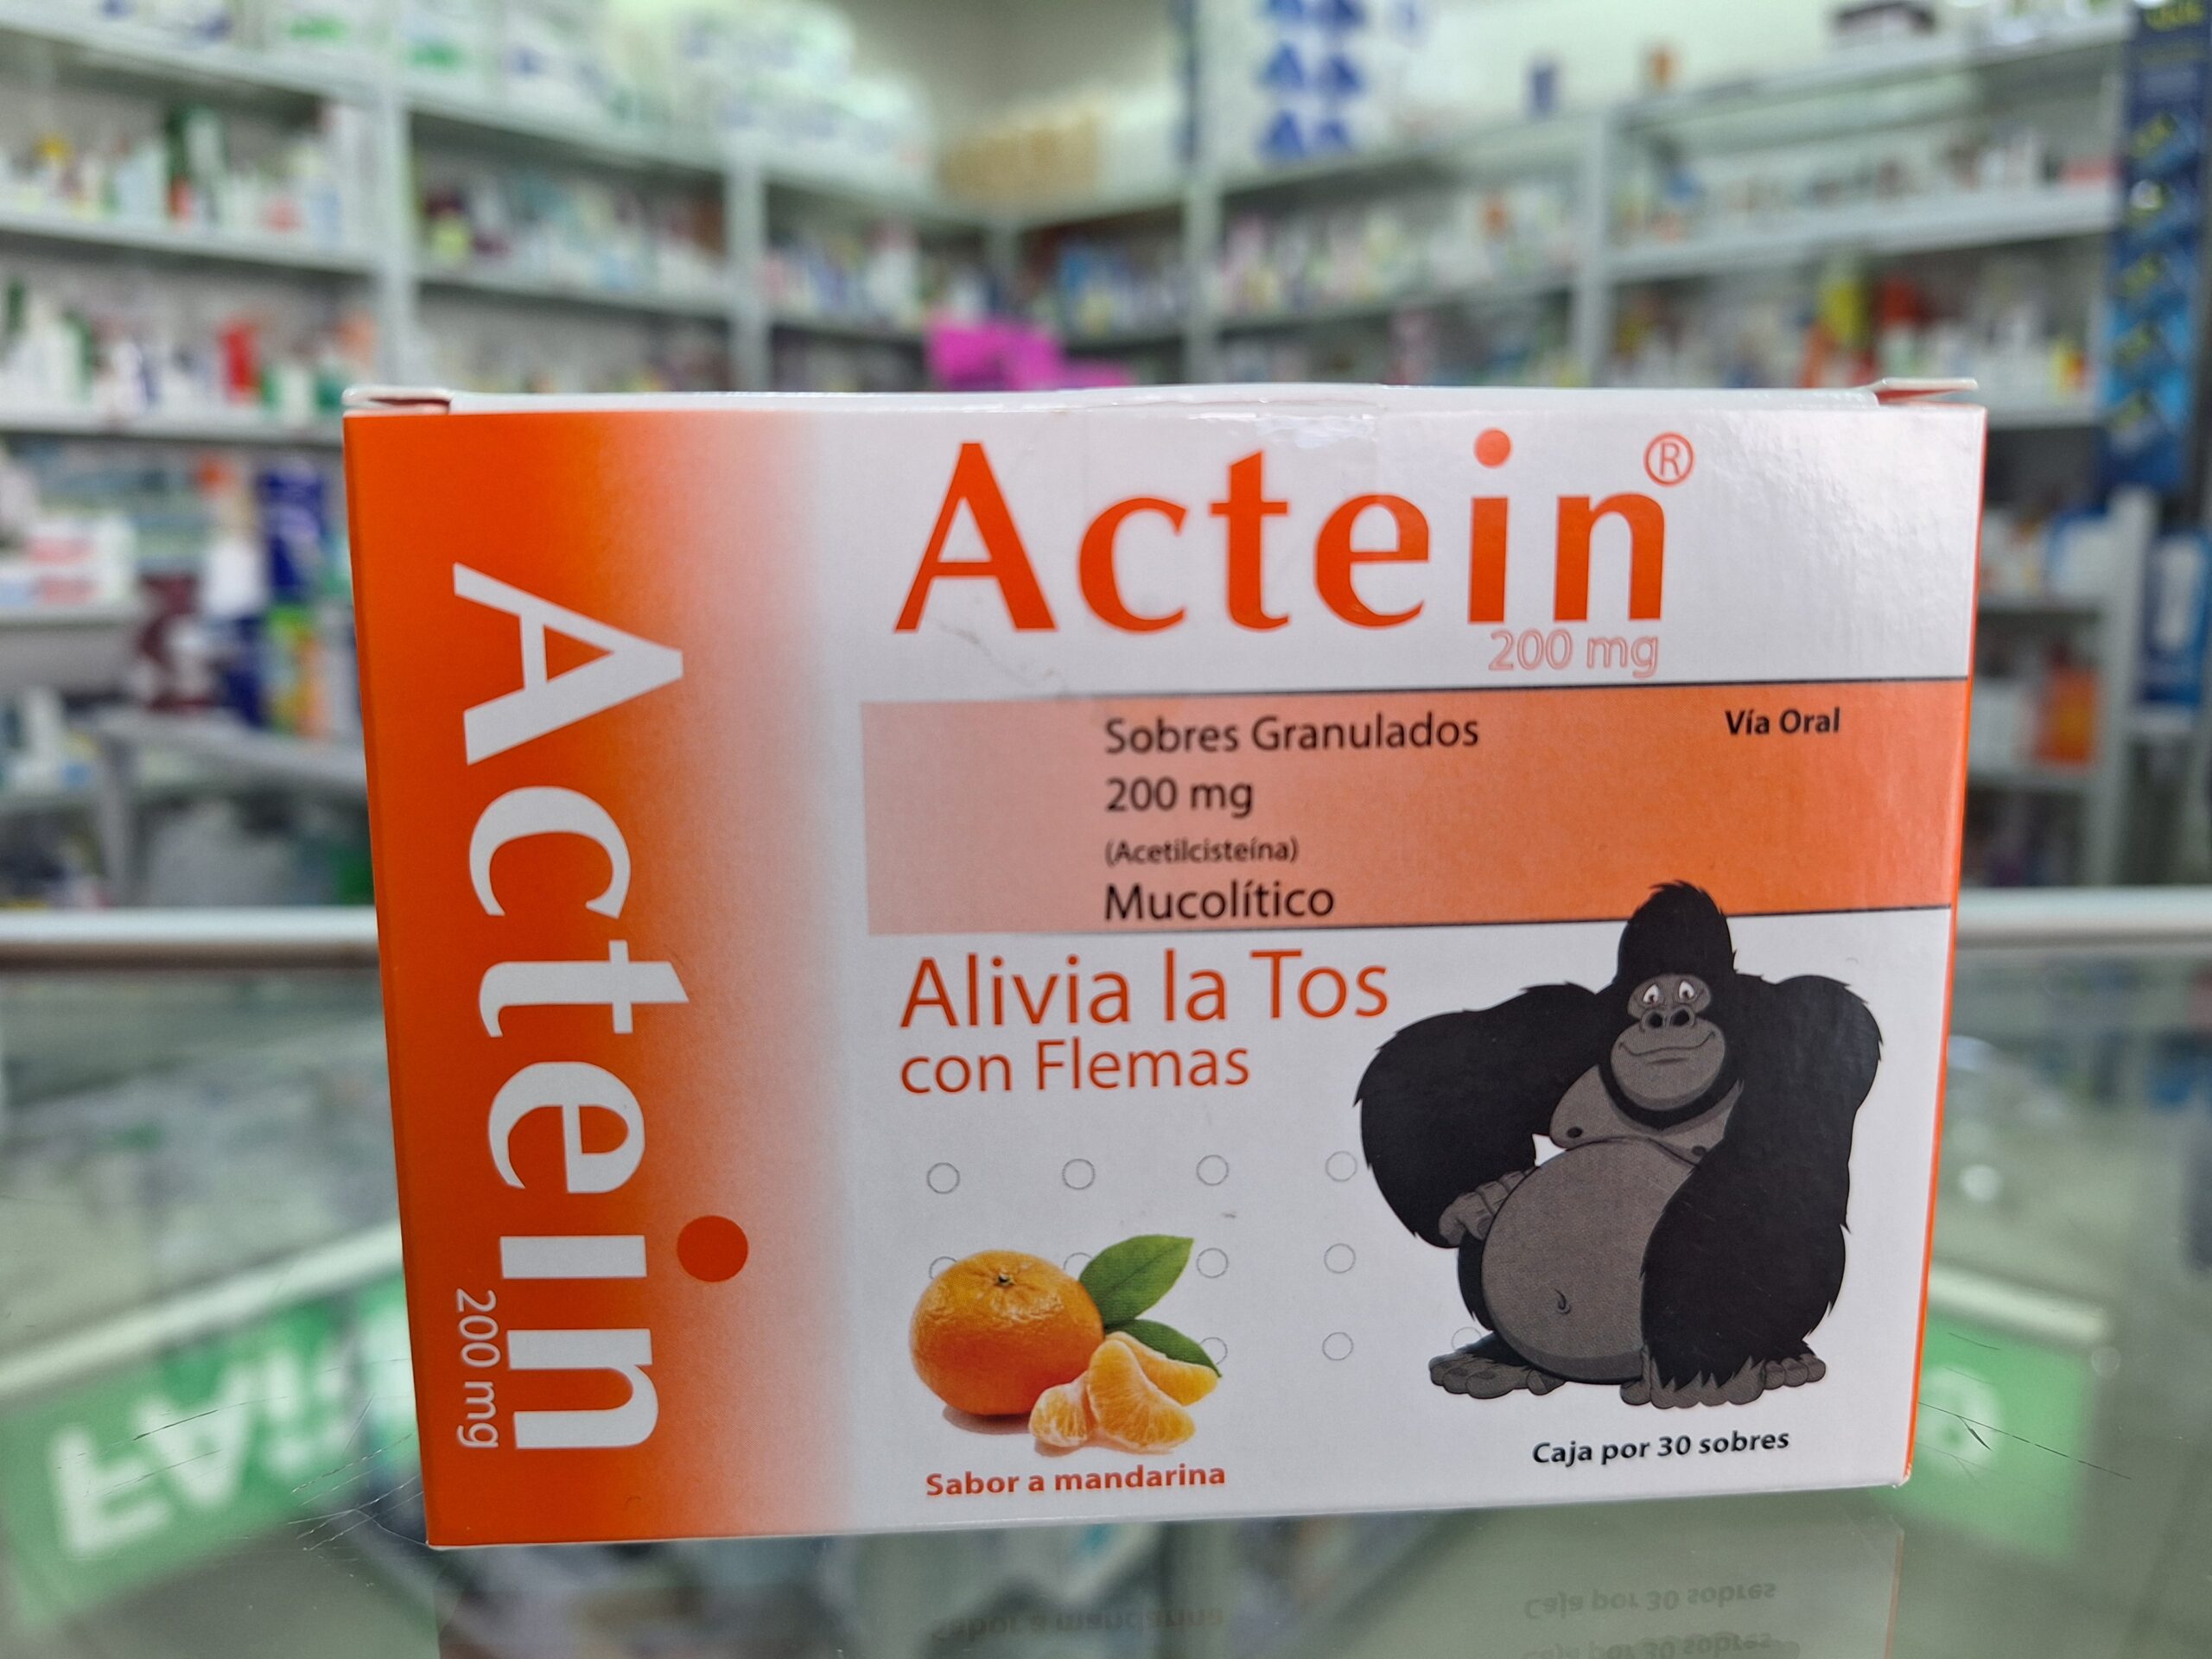 Actein
200 mg
Actein®
200 mg
Sobres Granulados
Vía Oral
200 mg
(Acetilcisteína)
Mucolítico
Alivia la Tos
con Flemas
Sabor a mandarina
Caja por 30 sobres